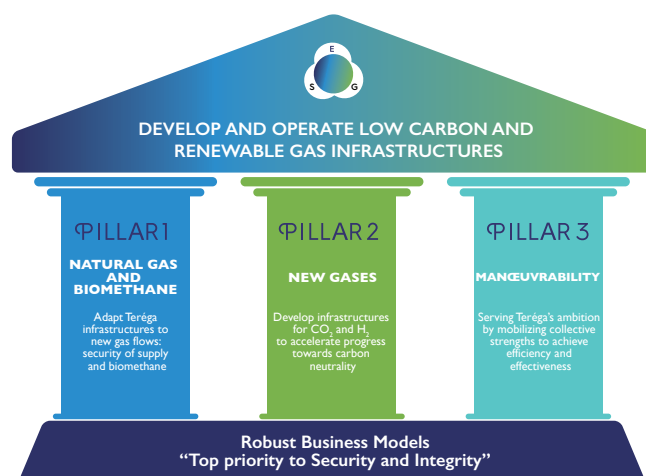 E
S G
DEVELOP AND OPERATE LOW CARBON AND
RENEWABLE GAS INFRASTRUCTURES
PILLAR 1
NATURAL GAS
AND
BIOMETHANE
Adapt Teréga
infrastructures to
new gas flows:
security of supply
and biomethane
PILLAR 2
NEW GASES
Develop infrastructures
for CO₂ and H₂
to accelerate progress
towards carbon
neutrality
PILLAR 3
MANŒUVRABILITY
Serving Teréga’s ambition
by mobilizing collective
strengths to achieve
efficiency and
effectiveness
Robust Business Models
“Top priority to Security and Integrity”